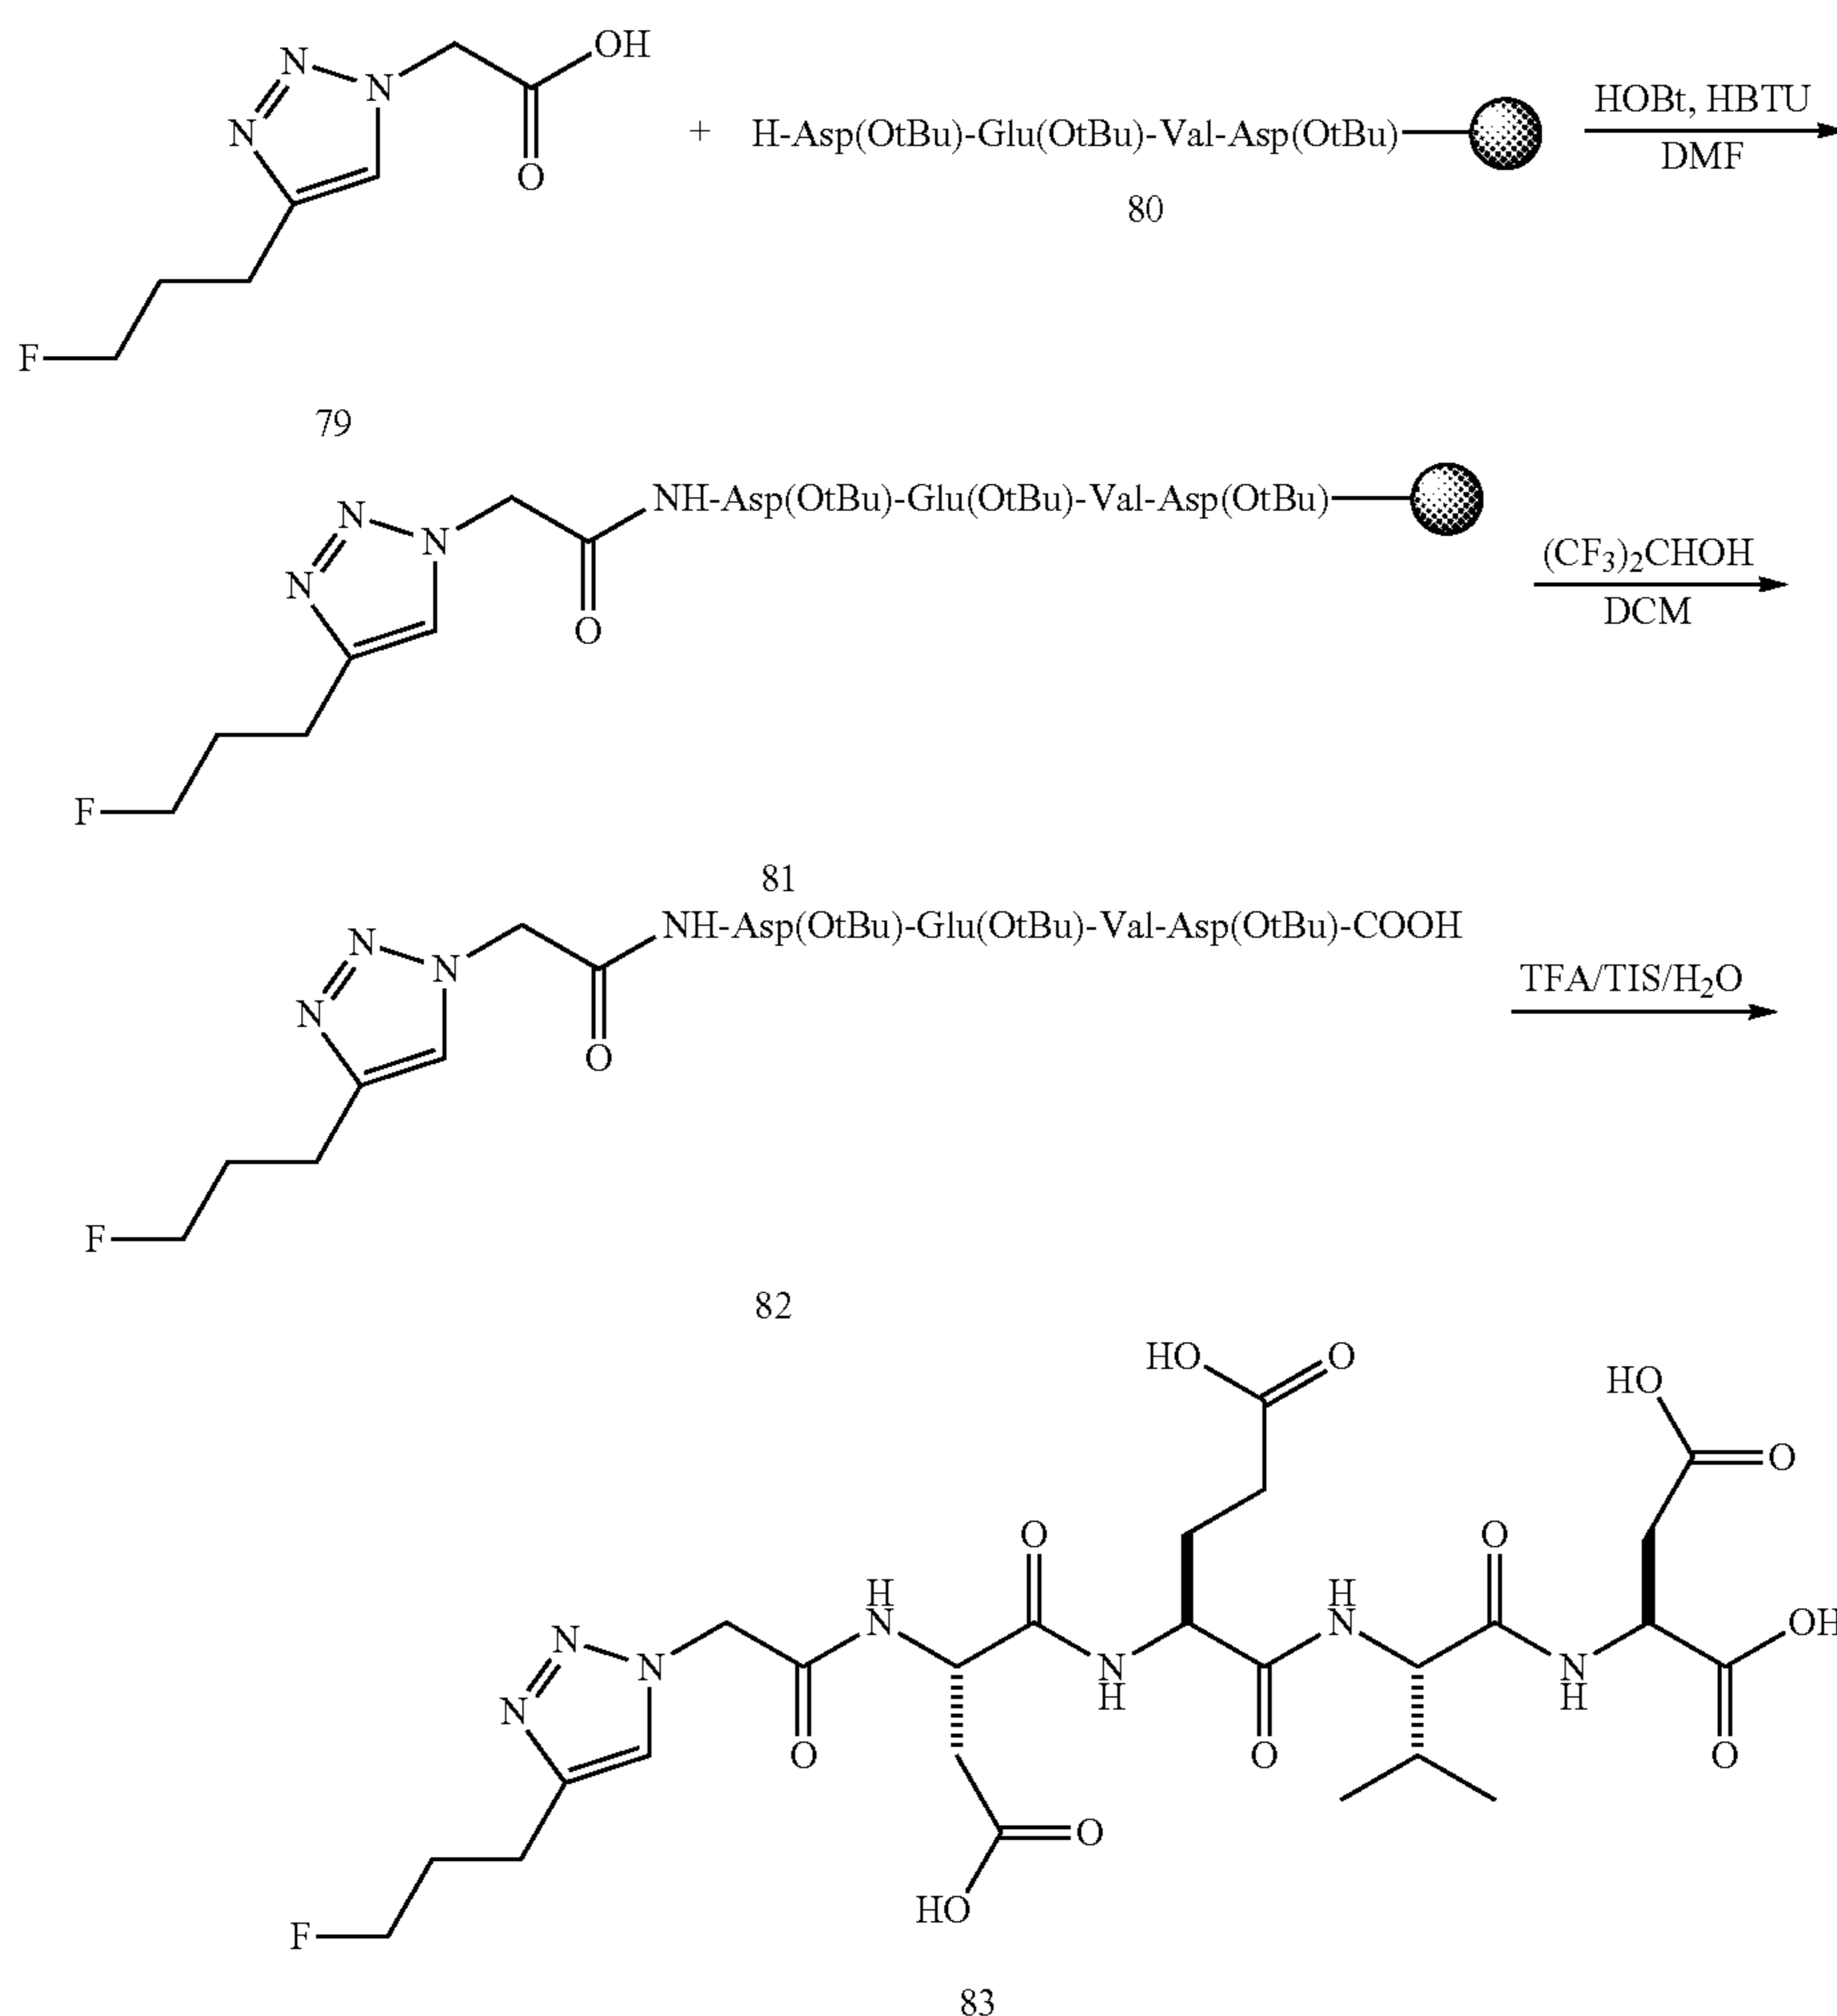 OH
N
N
N
O
F
79
+
H-Asp(OtBu)-Glu(OtBu)-Val-Asp(OtBu)
80
HOBt, HBTU
DMF
NH-Asp(OtBu)-Glu(OtBu)-Val-Asp(OtBu)
N
N
N
O
F
81
(CF3)2CHOH
DCM
NH-Asp(OtBu)-Glu(OtBu)-Val-Asp(OtBu)-COOH
N
N
N
O
F
82
TFA/TIS/H2O
HO
O
HO
O
O
O
H
N
H
N
OH
N
N
N
N
H
N
H
O
O
O
O
HO
F
83